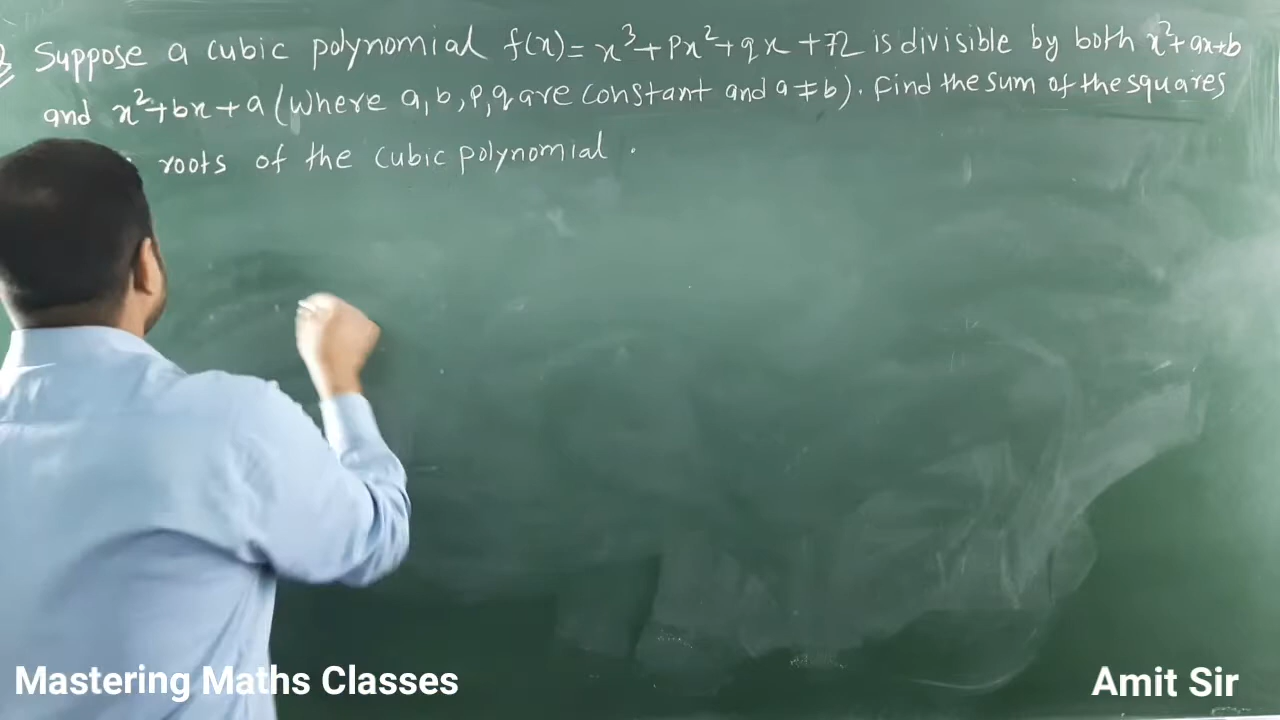 Suppose a cubic polynomial f(x) = x³ + Px² + qx + 72 is divisible by both x² + ax + b
and x² + bx + a (where a, b, P, q are constant and a ≠ b). Find the sum of the squares
roots of the cubic polynomial.
Mastering Maths Classes
Amit Sir